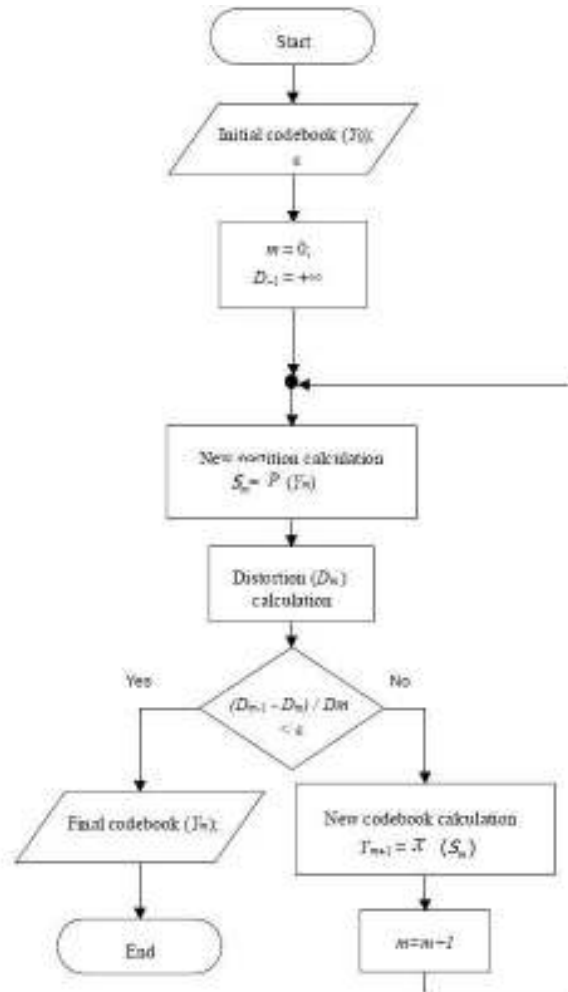 Start
Initial codebook (Y₀);
ε
m = 0;
D₋₁ = +∞
New partition calculation
Sₘ = P (Yₘ)
Distortion (Dₘ)
calculation
Yes
No
(Dₘ₋₁ - Dₘ) / Dm
< ε
Final codebook (Yₘ);
New codebook calculation
Yₘ₊₁ = X (Sₘ)
End
m=m+1